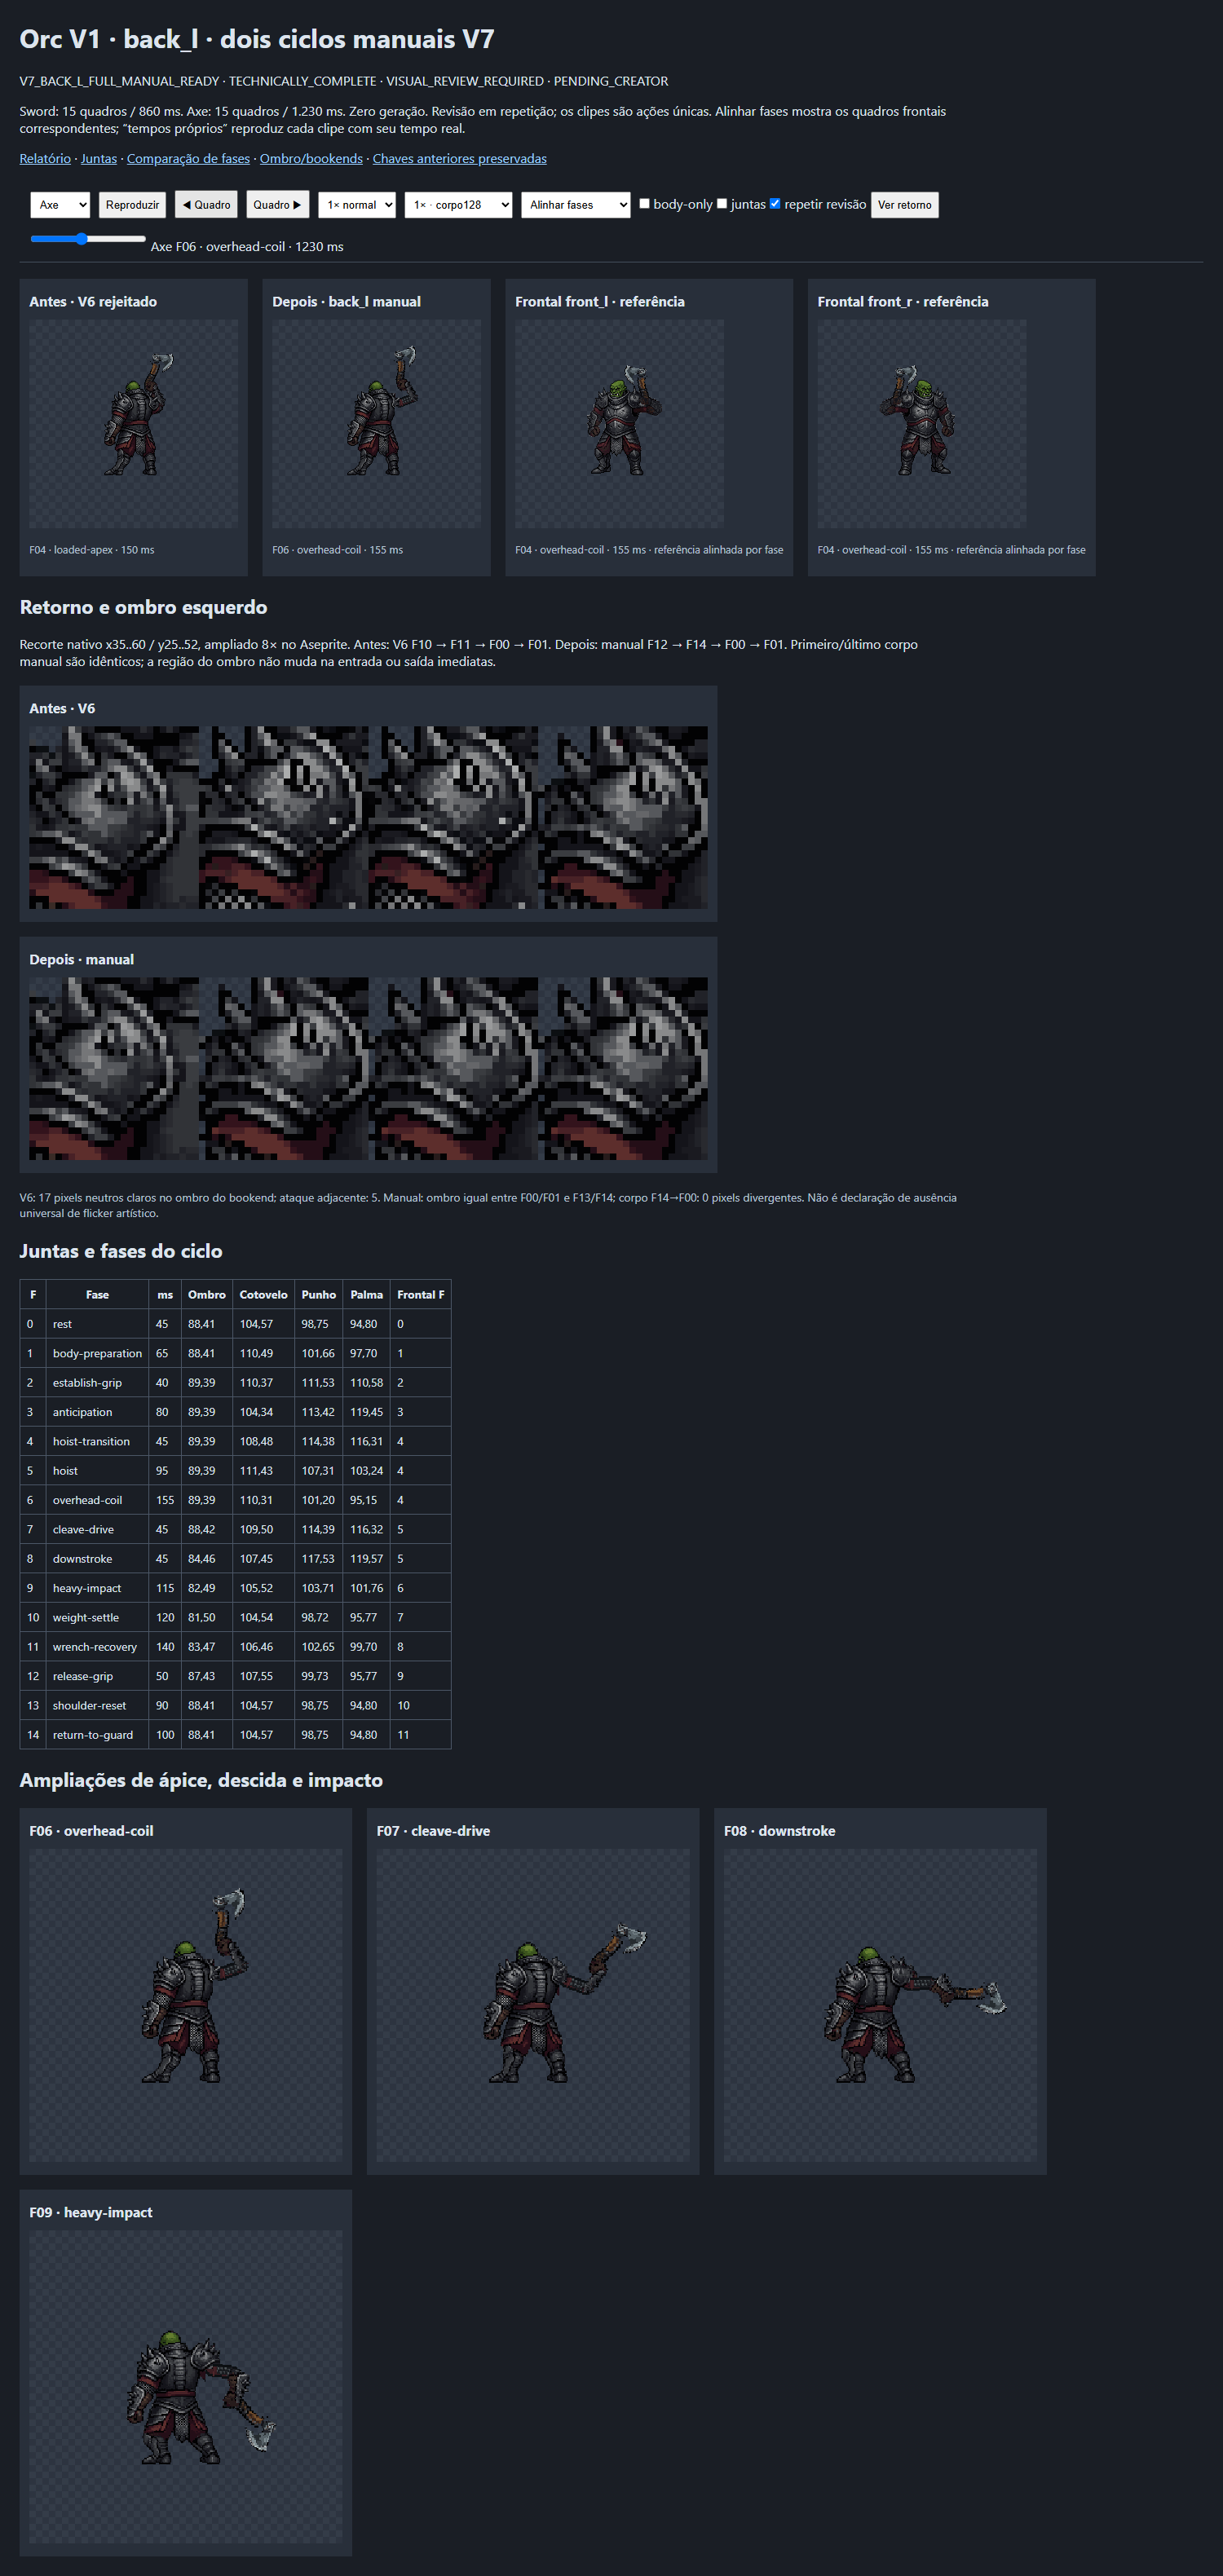 Orc V1 · back_l · dois ciclos manuais V7
V7_BACK_L_FULL_MANUAL_READY · TECHNICALLY_COMPLETE · VISUAL_REVIEW_REQUIRED · PENDING_CREATOR
Sword: 15 quadros / 860 ms. Axe: 15 quadros / 1.230 ms. Zero geração. Revisão em repetição; os clipes são ações únicas. Alinhar fases mostra os quadros frontais
correspondentes; “tempos próprios” reproduz cada clipe com seu tempo real.
Relatório · Juntas · Comparação de fases · Ombro/bookends · Chaves anteriores preservadas
Axe Reproduzir ◀ Quadro Quadro ▶ 1× normal 1× · corpo128 Alinhar fases body-only juntas repetir revisão Ver retorno
Axe F06 · overhead-coil · 1230 ms
Antes · V6 rejeitado
F04 · loaded-apex · 150 ms
Depois · back_l manual
F06 · overhead-coil · 155 ms
Frontal front_l · referência
F04 · overhead-coil · 155 ms · referência alinhada por fase
Frontal front_r · referência
F04 · overhead-coil · 155 ms · referência alinhada por fase
Retorno e ombro esquerdo
Recorte nativo x35..60 / y25..52, ampliado 8× no Aseprite. Antes: V6 F10 → F11 → F00 → F01. Depois: manual F12 → F14 → F00 → F01. Primeiro/último corpo
manual são idênticos; a região do ombro não muda na entrada ou saída imediatas.
Antes · V6
Depois · manual
V6: 17 pixels neutros claros no ombro do bookend; ataque adjacente: 5. Manual: ombro igual entre F00/F01 e F13/F14; corpo F14→F00: 0 pixels divergentes. Não é declaração de ausência
universal de flicker artístico.
Juntas e fases do ciclo
F Fase ms Ombro Cotovelo Punho Palma Frontal F
0 rest 45 88,41 104,57 98,75 94,80 0
1 body-preparation 65 88,41 110,49 101,66 97,70 1
2 establish-grip 40 89,39 110,37 111,53 110,58 2
3 anticipation 80 89,39 104,34 113,42 119,45 3
4 hoist-transition 45 89,39 108,48 114,38 116,31 4
5 hoist 95 89,39 111,43 107,31 103,24 4
6 overhead-coil 155 89,39 110,31 101,20 95,15 4
7 cleave-drive 45 88,42 109,50 114,39 116,32 5
8 downstroke 45 84,46 107,45 117,53 119,57 5
9 heavy-impact 115 82,49 105,52 103,71 101,76 6
10 weight-settle 120 81,50 104,54 98,72 95,77 7
11 wrench-recovery 140 83,47 106,46 102,65 99,70 8
12 release-grip 50 87,43 107,55 99,73 95,77 9
13 shoulder-reset 90 88,41 104,57 98,75 94,80 10
14 return-to-guard 100 88,41 104,57 98,75 94,80 11
Ampliações de ápice, descida e impacto
F06 · overhead-coil
F07 · cleave-drive
F08 · downstroke
F09 · heavy-impact